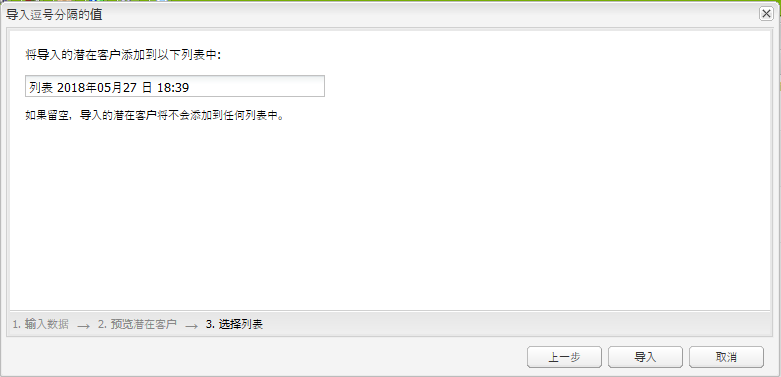 导入逗号分隔的值
将导入的潜在客户添加到以下列表中:
列表 2018年05月27 日 18:39
如果留空，导入的潜在客户将不会添加到任何列表中。
1. 输入数据 → 2. 预览潜在客户 → 3. 选择列表
上一步 导入 取消